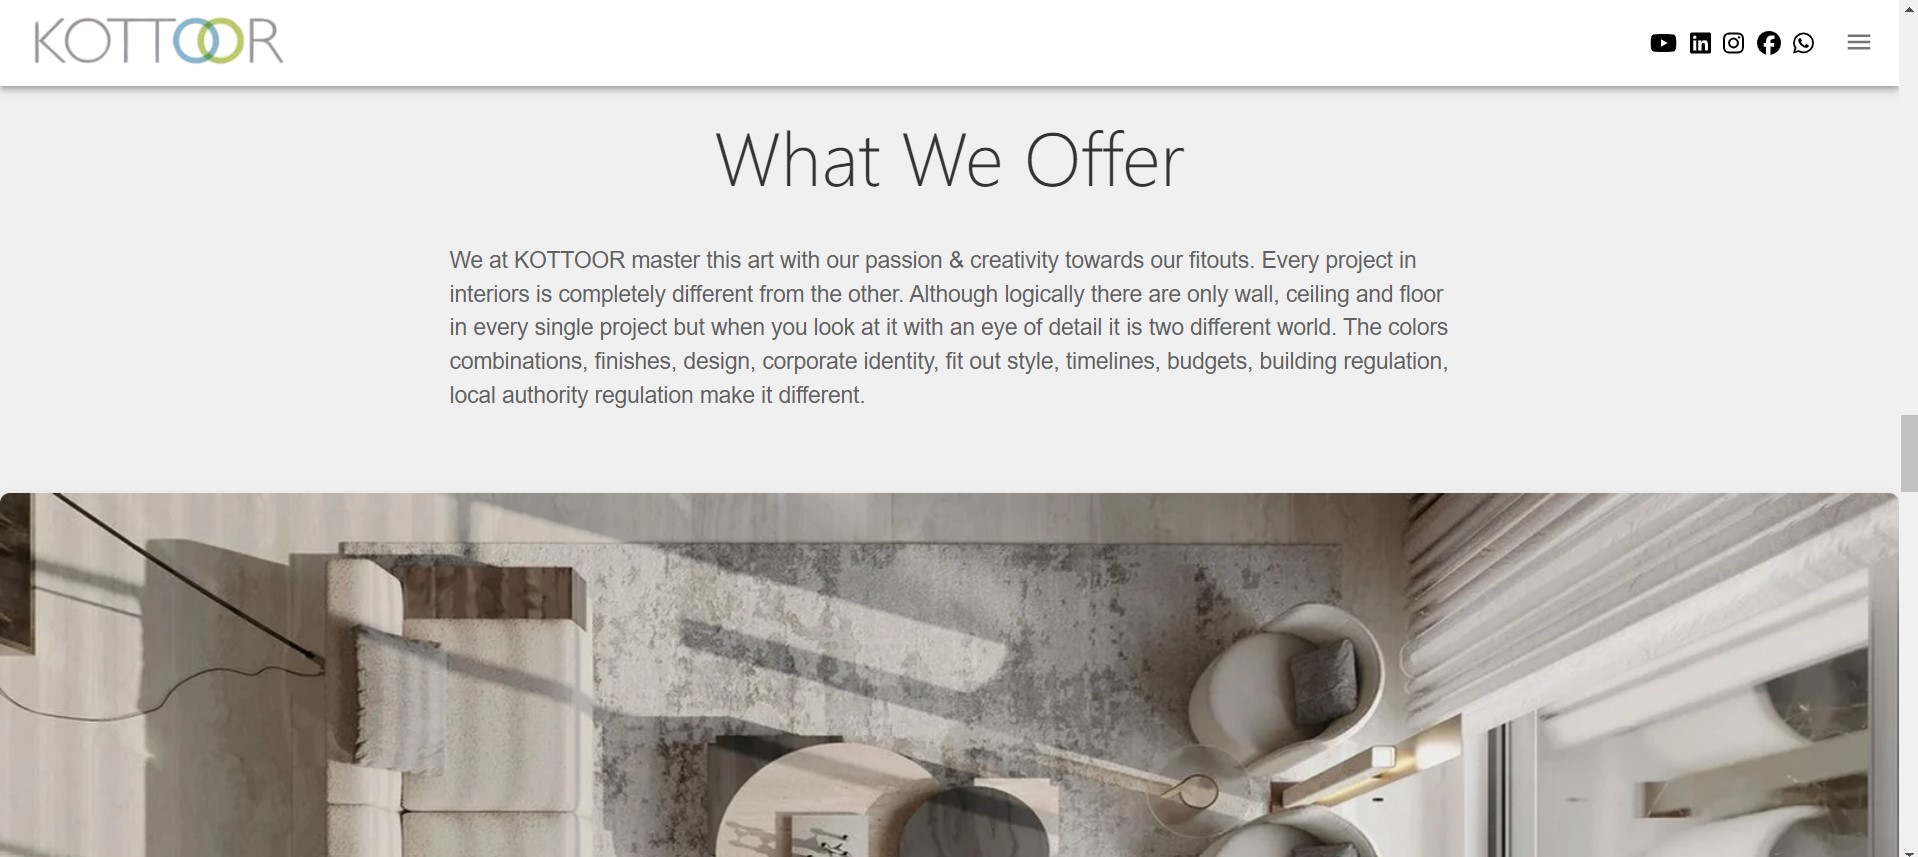 KOTTOOR
What We Offer
We at KOTTOOR master this art with our passion & creativity towards our fitouts. Every project in
interiors is completely different from the other. Although logically there are only wall, ceiling and floor
in every single project but when you look at it with an eye of detail it is two different world. The colors
combinations, finishes, design, corporate identity, fit out style, timelines, budgets, building regulation,
local authority regulation make it different.